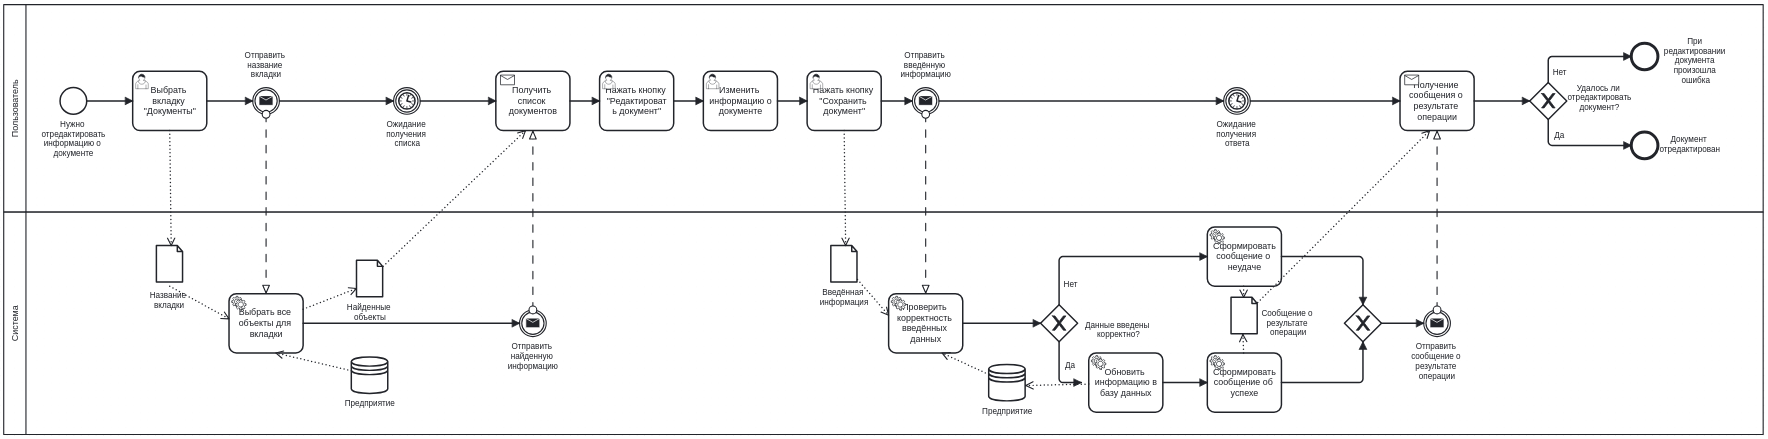 Пользователь
Нужно
отредактировать
информацию о
документе
Выбрать
вкладку
"Документы"
Отправить
название
вкладки
Ожидание
получения
списка
Получить
список
документов
Нажать кнопку
"Редактироват
ь документ"
Изменить
информацию о
документе
Нажать кнопку
"Сохранить
документ"
Отправить
введённую
информацию
Ожидание
получения
ответа
Получение
сообщения о
результате
операции
Удалось ли
отредактировать
документ?
Нет
Да
При
редактировании
документа
произошла
ошибка
Документ
отредактирован
Система
Название
вкладки
Выбрать все
объекты для
вкладки
Найденные
объекты
Предприятие
Отправить
найденную
информацию
Введённая
информация
Проверить
корректность
введённых
данных
Предприятие
Данные введены
корректно?
Нет
Да
Обновить
информацию в
базу данных
Сформировать
сообщение о
неудаче
Сообщение о
результате
операции
Сформировать
сообщение об
успехе
Отправить
сообщение о
результате
операции